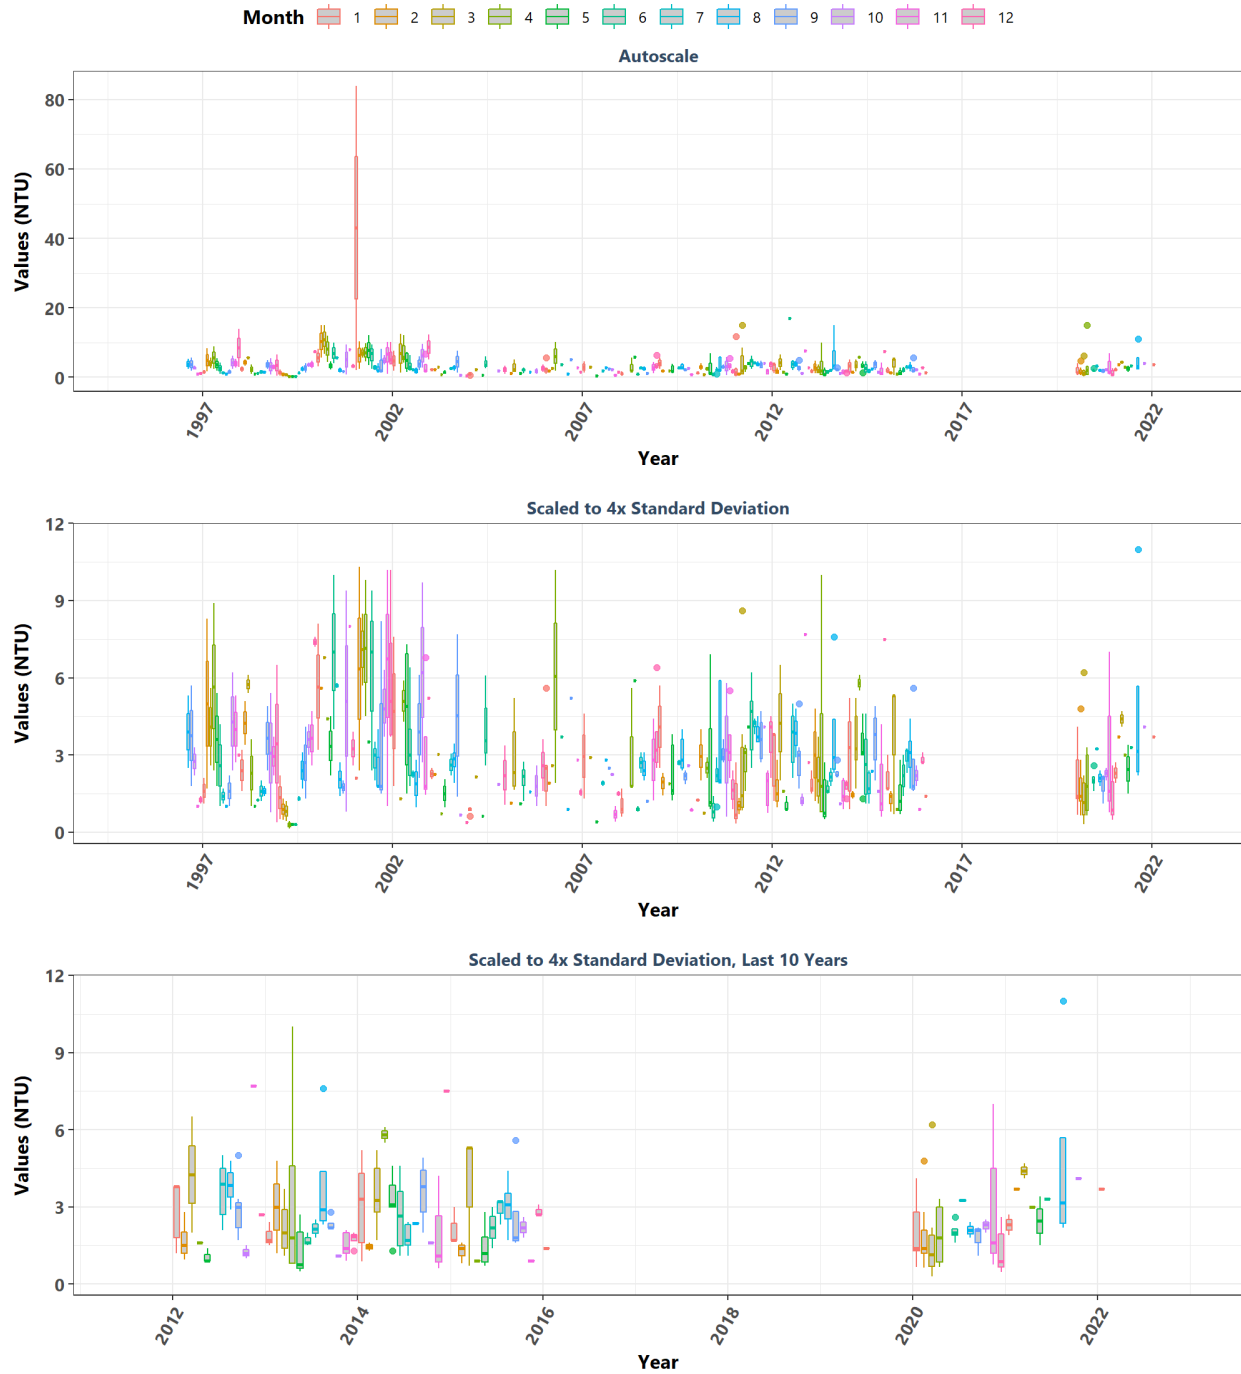 Month 1 2 3 4 5 6 7 8 9 10 11 12
Autoscale
Values (NTU)
80
60
40
20
0
1997 2002 2007 2012 2017 2022
Year
Scaled to 4x Standard Deviation
Values (NTU)
12
9
6
3
0
1997 2002 2007 2012 2017 2022
Year
Scaled to 4x Standard Deviation, Last 10 Years
Values (NTU)
12
9
6
3
0
2012 2014 2016 2018 2020 2022
Year